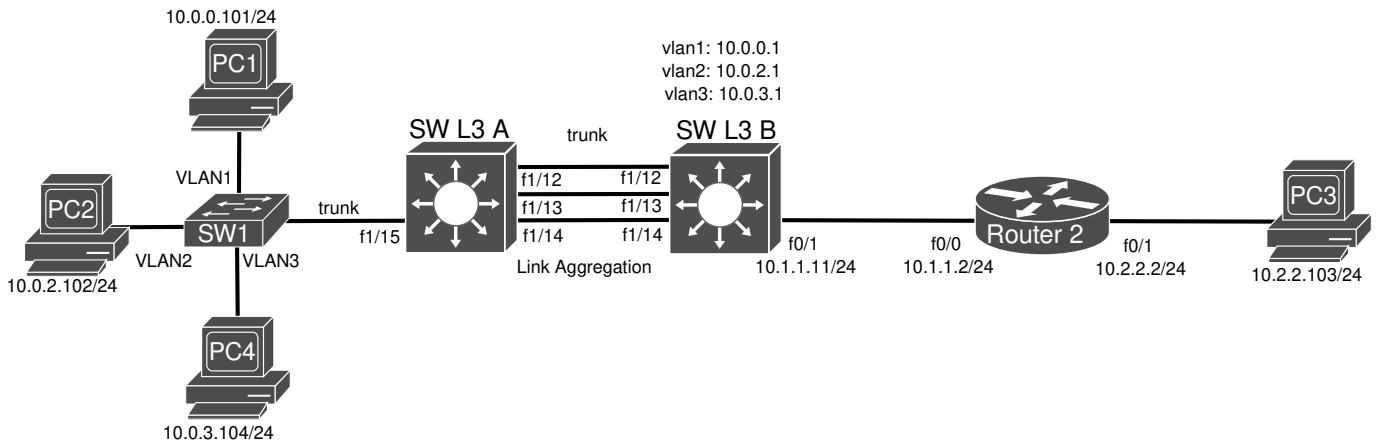 10.0.0.101/24
PC1
vlan1: 10.0.0.1
vlan2: 10.0.2.1
vlan3: 10.0.3.1
SW L3 A
trunk
SW L3 B
VLAN1
f1/12
f1/12
PC2
trunk
f1/13
f1/13
PC3
SW1
f1/15
f1/14
f1/14
Router 2
VLAN2
VLAN3
Link Aggregation
f0/1
f0/0
f0/1
10.0.2.102/24
10.1.1.11/24
10.1.1.2/24
10.2.2.2/24
10.2.2.103/24
PC4
10.0.3.104/24